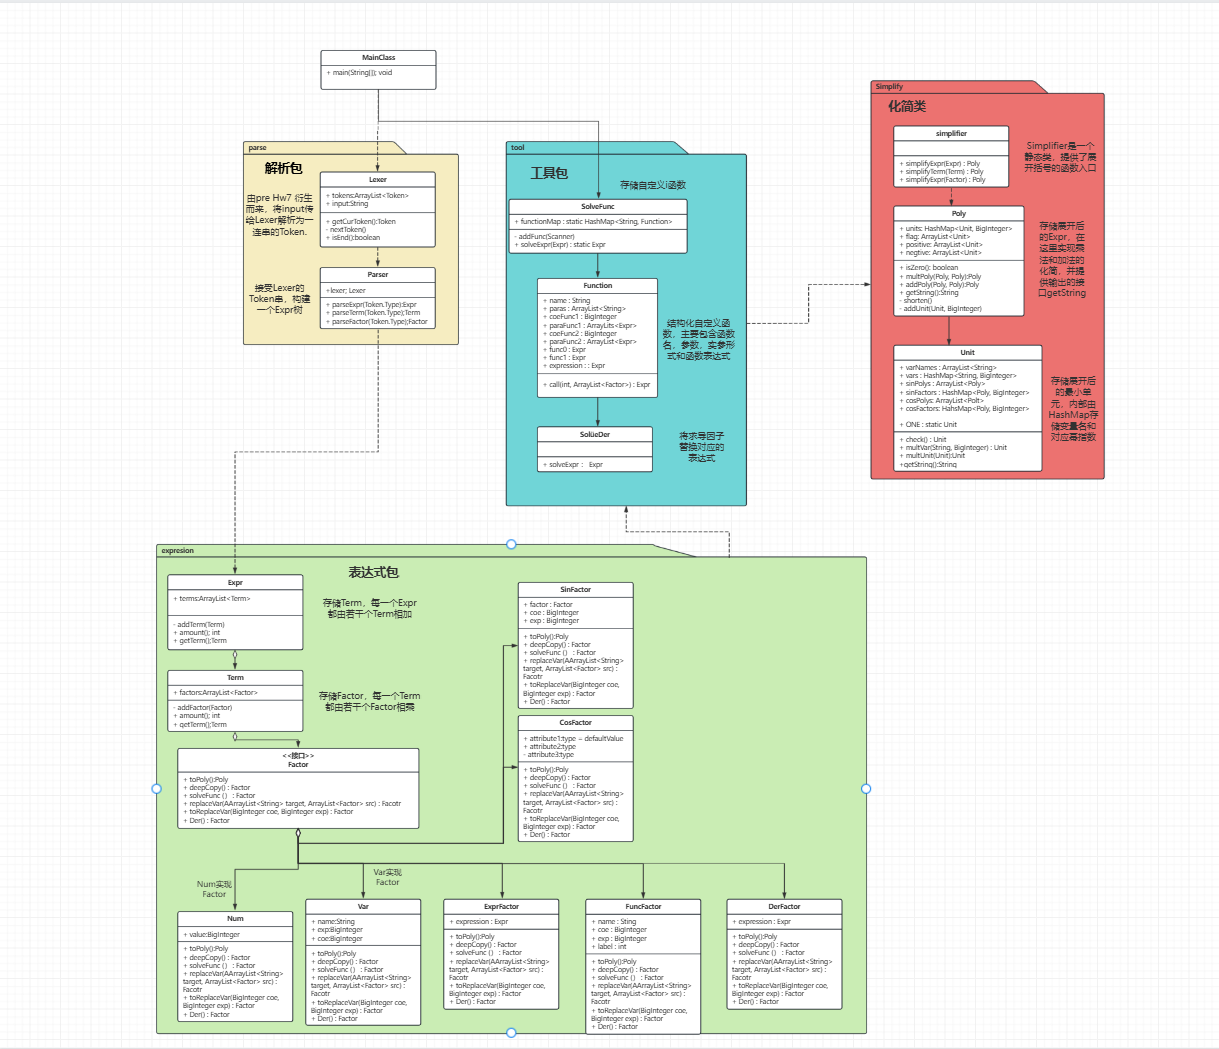 MainClass
+ main(String[]); void
parse
解析包
由pre Hw7 衍生
而来，将input传
给Lexer解析为一
连串的Token.
Lexer
+ tokens:ArrayList<Token>
+ input:String
+ getCurToken():Token
- nextToken()
+ isEnd():boolean
接受Lexer的
Token串，构建
一个Expr树
Parser
+lexer; Lexer
+ parseExpr(Token.Type):Expr
+ parseTerm(Token.Type);Term
+ parseFactor(Token.Type);Factor
tool
工具包
存储自定义i函数
SolveFunc
+ functionMap : static HashMap<String, Function>
- addFunc(Scanner)
+ solveExpr(Expr) : static Expr
Function
+ name : String
+ paras : ArrayList<String>
+ coeFunc1 : BigInteger
+ paraFunc1 : ArrayLits<Expr>
+ coeFunc2 : BigInteger
+ paraFunc2 : ArrayList<Expr>
+ func0 : Expr
+ func1 : Expr
+ expression : : Expr
+ call(int, ArrayList<Factor>) : Expr
结构化自定义函
数，主要包含函数
名，参数，实参形
式和函数表达式
SolueDer
+ solveExpr : Expr
将求导因子
替换对应的
表达式
Simplify
化简类
simplifier
+ simplifyExpr(Expr) : Poly
+ simplifyTerm(Term) : Poly
+ simplifyExpr(Factor) : Poly
Simplifier是一个
静态类，提供了展
开括号的函数入口
Poly
+ units: HashMap<Unit, BigInteger>
+ flag: ArrayList<Unit>
+ positive: ArrayList<Unit>
+ negtive: ArrayList<Unit>
+ isZero(): boolean
+ multPoly(Poly, Poly):Poly
+ addPoly(Poly, Poly):Poly
+ getString():String
- shorten()
- addUnit(Unit, BigInteger)
存储展开后
的Expr，在
这里实现乘
法和加法的
化简，并提
供输出的接
口getString
Unit
+ varNames : ArrayList<String>
+ vars : HashMap<String, BigInteger>
+ sinPolys : ArrayList<Poly>
+ sinFactors : HashMap<Poly, BigInteger>
+ cosPolys: ArrayList<Polt>
+ cosFactors: HahsMap<Poly, BigInteger>
+ ONE : static Unit
+ check() : Unit
+ multVar(String, BigInteger) : Unit
+ multUnit(Unit):Unit
+getString():String
存储展开后
的最小单
元，内部由
HashMap存
储变量名和
对应幂指数
expresion
表达式包
Expr
+ terms:ArrayList<Term>
- addTerm(Term)
+ amount(); int
+ getTerm();Term
存储Term，每一个Expr
都由若干个Term相加
Term
+ factors:ArrayList<Factor>
- addFactor(Factor)
+ amount(); int
+ getTerm();Term
存储Factor，每一个Term
都由若干个Factor相乘
<<接口>>
Factor
+ toPoly():Poly
+ deepCopy() : Factor
+ solveFunc () : Factor
+ replaceVar(AArrayList<String> target, ArrayList<Factor> src) : Facotr
+ toReplaceVar(BigInteger coe, BigInteger exp) : Factor
+ Der() : Factor
SinFactor
+ factor : Factor
+ coe : BigInteger
+ exp : BigInteger
+ toPoly():Poly
+ deepCopy() : Factor
+ solveFunc () : Factor
+ replaceVar(AArrayList<String>
target, ArrayList<Factor> src) :
Facotr
+ toReplaceVar(BigInteger coe,
BigInteger exp) : Factor
+ Der() : Factor
CosFactor
+ attribute1:type = defaultValue
+ attribute2:type
- attribute3:type
+ toPoly():Poly
+ deepCopy() : Factor
+ solveFunc () : Factor
+ replaceVar(AArrayList<String>
target, ArrayList<Factor> src) :
Facotr
+ toReplaceVar(BigInteger coe,
BigInteger exp) : Factor
+ Der() : Factor
Num实现
Factor
Var实现
Factor
Num
+ value:BigInteger
+ toPoly():Poly
+ deepCopy() : Factor
+ solveFunc () : Factor
+ replaceVar(AArrayList<String>
target, ArrayList<Factor> src) :
Facotr
+ toReplaceVar(BigInteger coe,
BigInteger exp) : Factor
+ Der() : Factor
Var
+ name:String
+ exp:BigInteger
+ coe:BigInteger
+ toPoly():Poly
+ deepCopy() : Factor
+ solveFunc () : Factor
+ replaceVar(AArrayList<String>
target, ArrayList<Factor> src) :
Facotr
+ toReplaceVar(BigInteger coe,
BigInteger exp) : Factor
+ Der() : Factor
ExprFactor
+ expression : Expr
+ toPoly():Poly
+ deepCopy() : Factor
+ solveFunc () : Factor
+ replaceVar(AArrayList<String>
target, ArrayList<Factor> src) :
Facotr
+ toReplaceVar(BigInteger coe,
BigInteger exp) : Factor
+ Der() : Factor
FuncFactor
+ name : Sting
+ coe : BigInteger
+ exp : BigInteger
+ label : int
+ toPoly():Poly
+ deepCopy() : Factor
+ solveFunc () : Factor
+ replaceVar(AArrayList<String>
target, ArrayList<Factor> src) :
Facotr
+ toReplaceVar(BigInteger coe,
BigInteger exp) : Factor
+ Der() : Factor
DerFactor
+ expression : Expr
+ toPoly():Poly
+ deepCopy() : Factor
+ solveFunc () : Factor
+ replaceVar(AArrayList<String>
target, ArrayList<Factor> src) :
Facotr
+ toReplaceVar(BigInteger coe,
BigInteger exp) : Factor
+ Der() : Factor